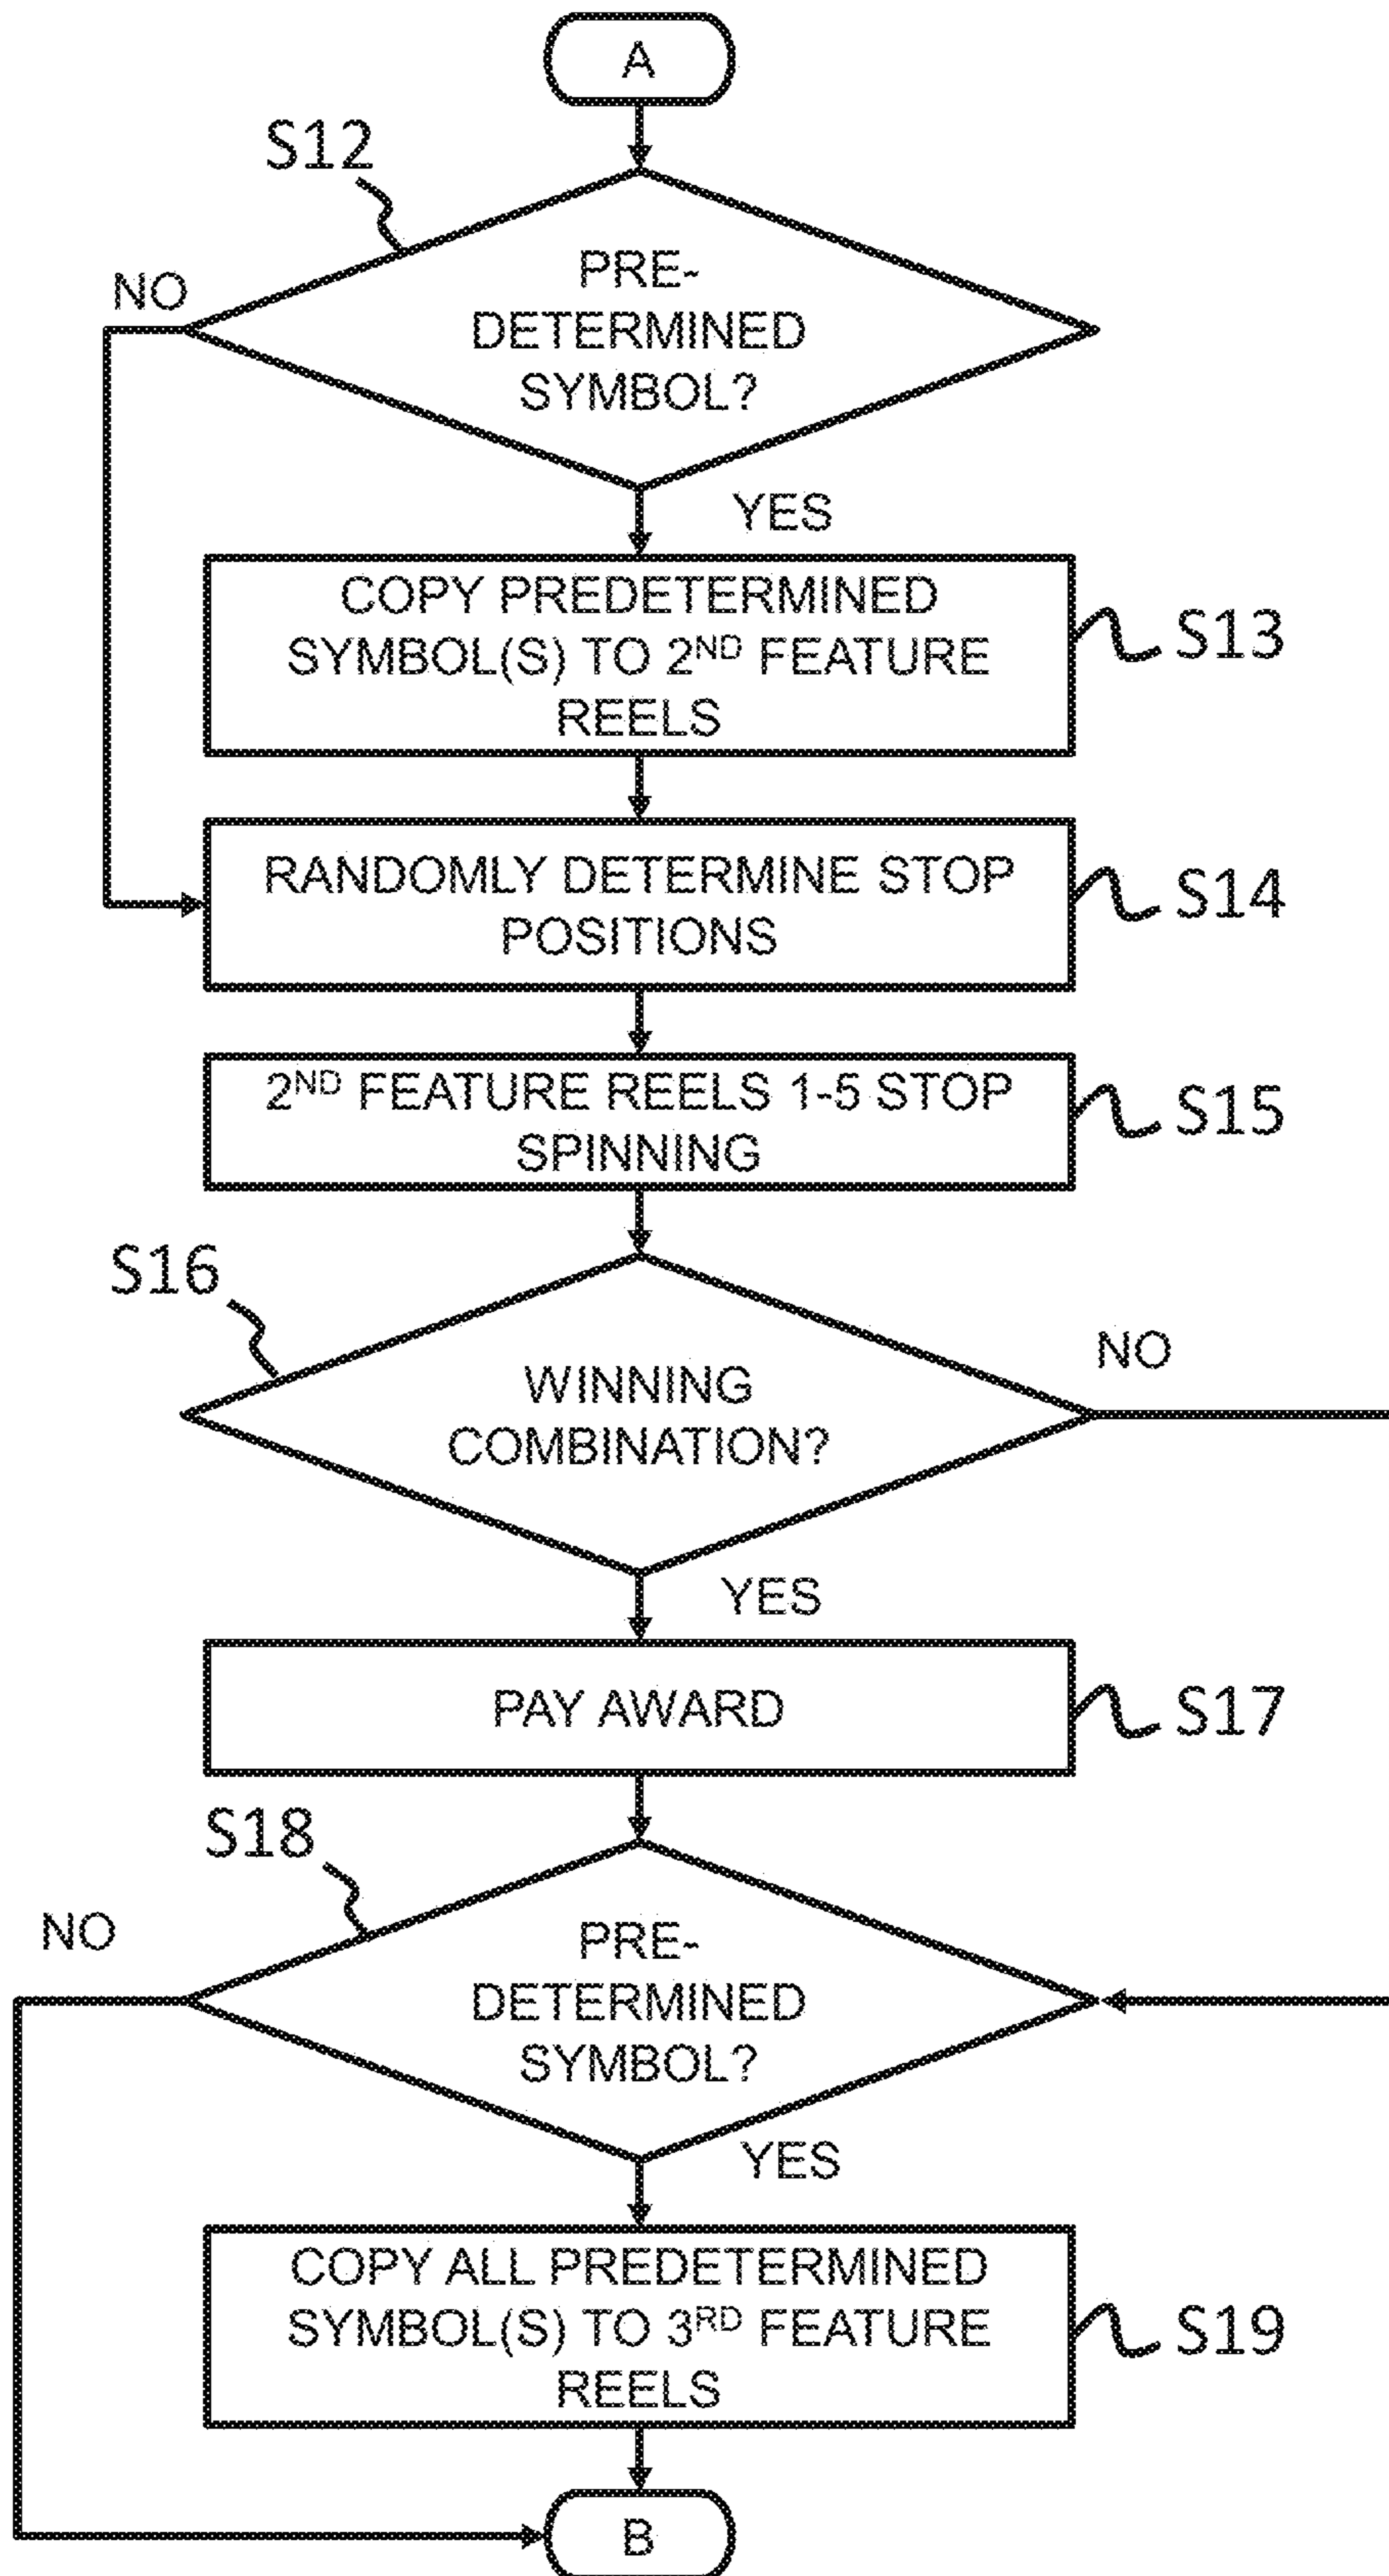 A
S12
NO
PRE-
DETERMINED
SYMBOL?
YES
COPY PREDETERMINED
SYMBOL(S) TO 2ND FEATURE
REELS
S13
RANDOMLY DETERMINE STOP
POSITIONS
S14
2ND FEATURE REELS 1-5 STOP
SPINNING
S15
S16
WINNING
COMBINATION?
NO
YES
PAY AWARD
S17
S18
NO
PRE-
DETERMINED
SYMBOL?
YES
COPY ALL PREDETERMINED
SYMBOL(S) TO 3RD FEATURE
REELS
S19
B